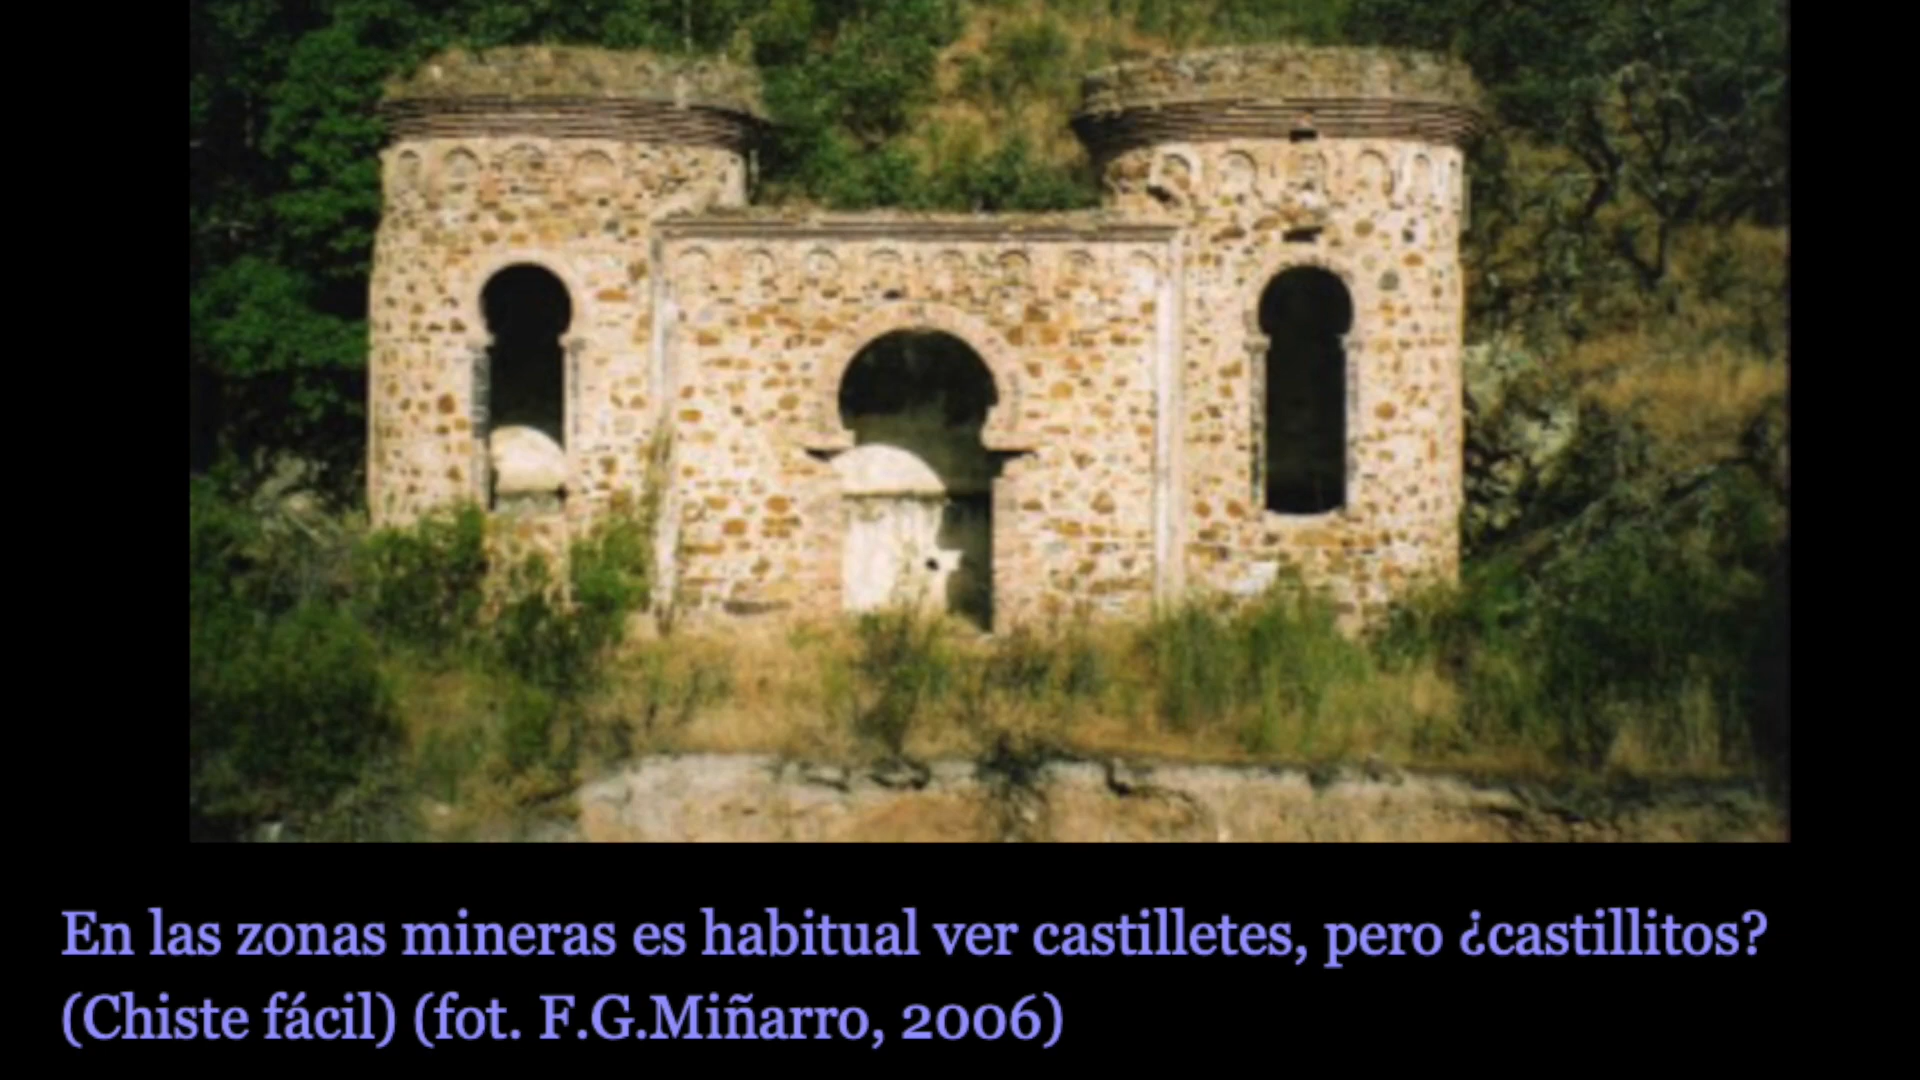 En las zonas mineras es habitual ver castilletes, pero ¿castillitos?
(Chiste fácil) (fot. F.G.Miñarro, 2006)